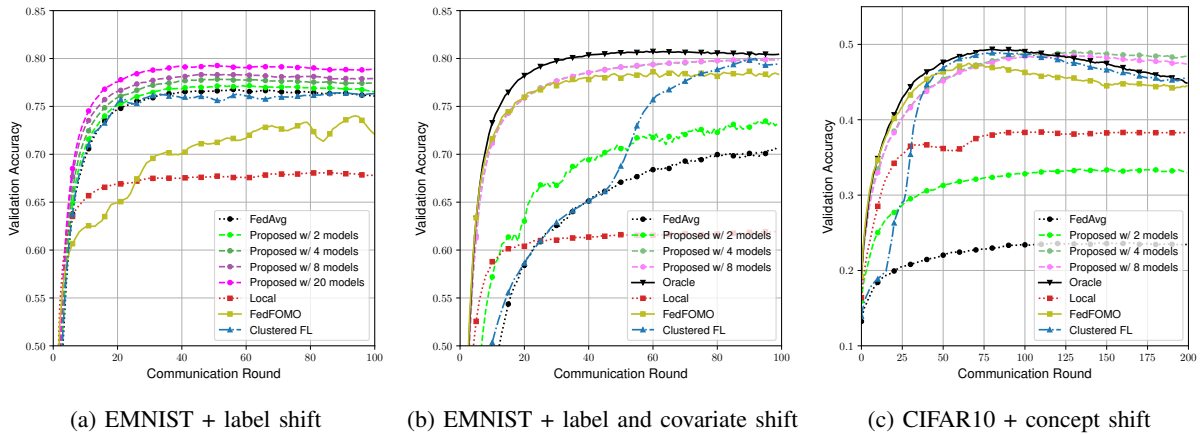 0.85
0.80
0.75
0.70
0.65
0.60
0.55
0.50
Validation Accuracy
FedAvg
Proposed w/ 2 models
Proposed w/ 4 models
Proposed w/ 8 models
Proposed w/ 20 models
Local
FedFOMO
Clustered FL
0 20 40 60 80 100
Communication Round
(a) EMNIST + label shift
0.85
0.80
0.75
0.70
0.65
0.60
0.55
0.50
Validation Accuracy
FedAvg
Proposed w/ 2 models
Proposed w/ 4 models
Proposed w/ 8 models
Oracle
Local
FedFOMO
Clustered FL
0 20 40 60 80 100
Communication Round
(b) EMNIST + label and covariate shift
0.5
0.4
0.3
0.2
0.1
Validation Accuracy
FedAvg
Proposed w/ 2 models
Proposed w/ 4 models
Proposed w/ 8 models
Oracle
Local
FedFOMO
Clustered FL
0 25 50 75 100 125 150 175 200
Communication Round
(c) CIFAR10 + concept shift